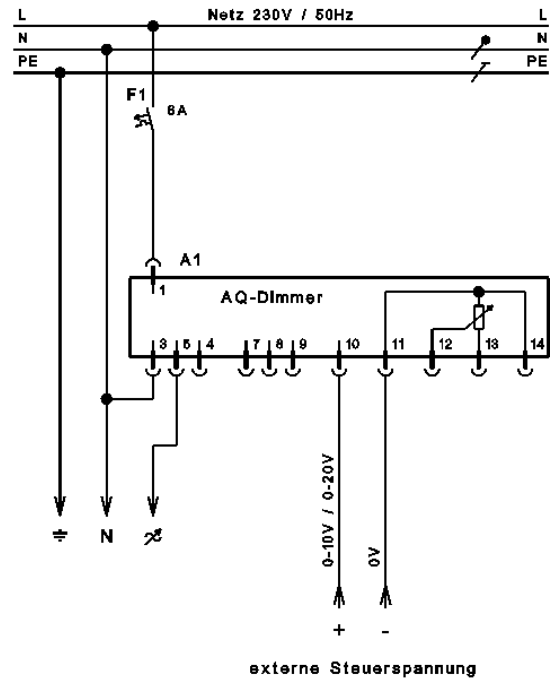 L Netz 230V / 50Hz L
N N
PE PE
F1
6A
A1
1
AQ-Dimmer
3 5 4 7 8 9 10 11 12 13 14
0-10V / 0-20V
0V
N
+ -
externe Steuerspannung